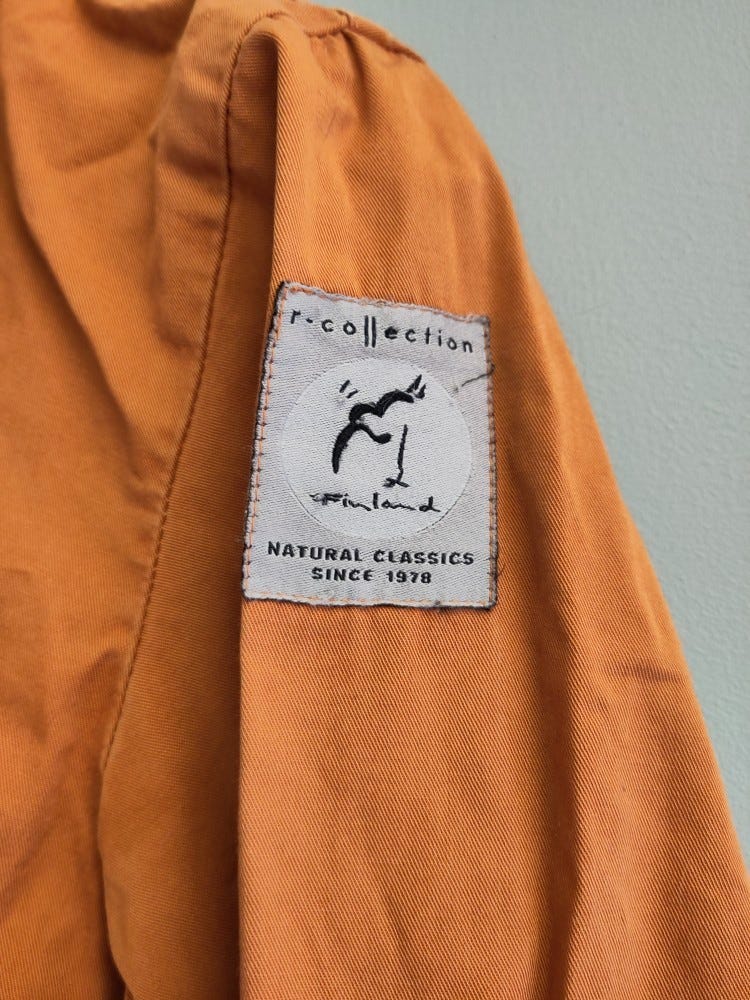 r-collection
Finland
NATURAL CLASSICS
SINCE 1978